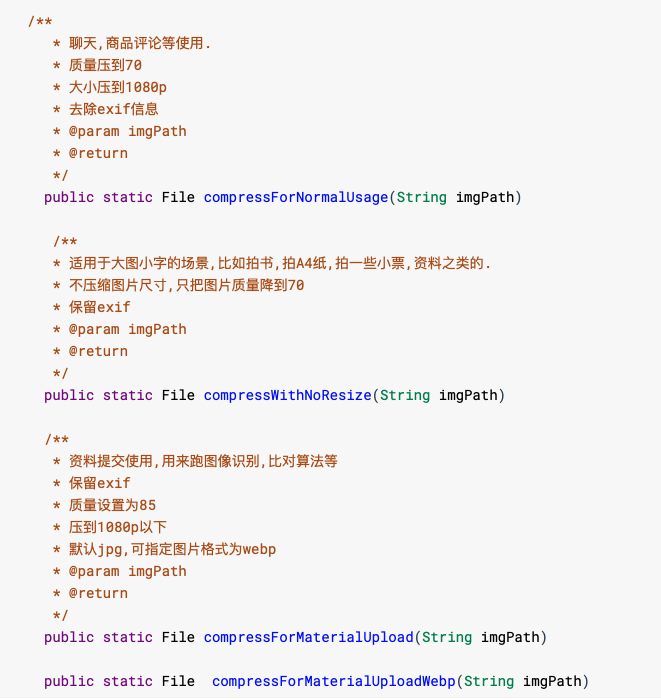 /**
* 聊天,商品评论等使用.
* 质量压到70
* 大小压到1080p
* 去除exif信息
* @param imgPath
* @return
*/
public static File compressForNormalUsage(String imgPath)
/**
* 适用于大图小字的场景,比如拍书,拍A4纸,拍一些小票,资料之类的.
* 不压缩图片尺寸,只把图片质量降到70
* 保留exif
* @param imgPath
* @return
*/
public static File compressWithNoResize(String imgPath)
/**
* 资料提交使用,用来跑图像识别,比对算法等
* 保留exif
* 质量设置为85
* 压到1080p以下
* 默认jpg,可指定图片格式为webp
* @param imgPath
* @return
*/
public static File compressForMaterialUpload(String imgPath)
public static File  compressForMaterialUploadWebp(String imgPath)